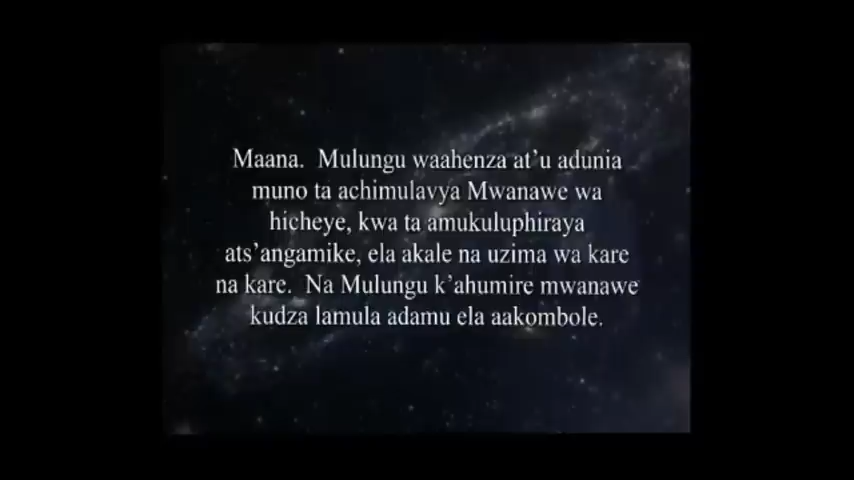 Maana.  Mulungu waahenza at’u adunia
muno ta achimulavya Mwanawe wa
hicheye, kwa ta amukuluphiraya
ats’angamike, ela akale na uzima wa kare
na kare.  Na Mulungu k’ahumire mwanawe
kudza lamula adamu ela aakombole.